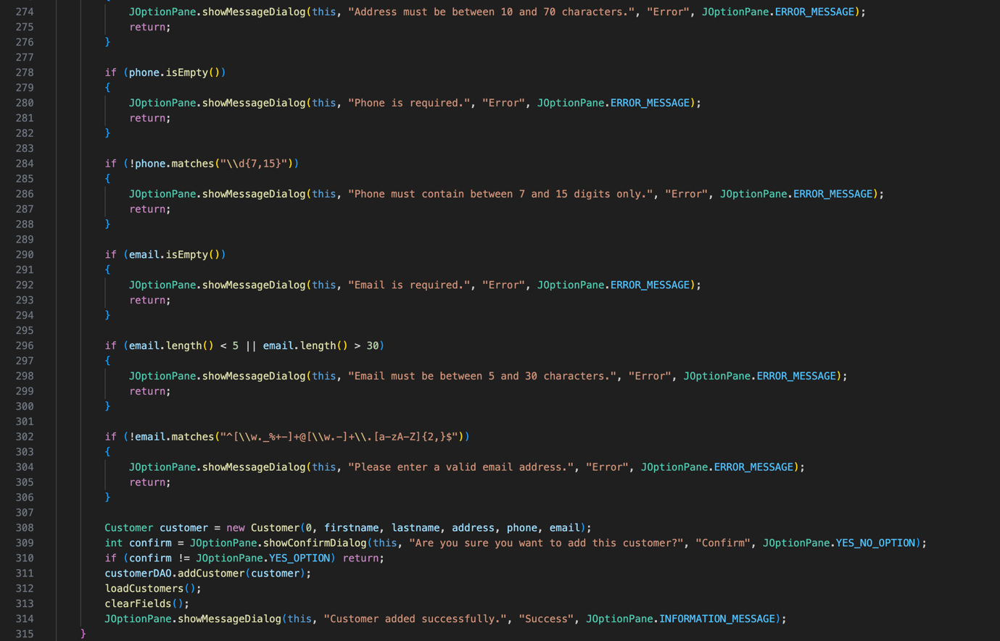 274 JOptionPane.showMessageDialog(this, "Address must be between 10 and 70 characters.", "Error", JOptionPane.ERROR_MESSAGE);
275 return;
276 }
277
278 if (phone.isEmpty())
279 {
280 JOptionPane.showMessageDialog(this, "Phone is required.", "Error", JOptionPane.ERROR_MESSAGE);
281 return;
282 }
283
284 if (!phone.matches("\\d{7,15}"))
285 {
286 JOptionPane.showMessageDialog(this, "Phone must contain between 7 and 15 digits only.", "Error", JOptionPane.ERROR_MESSAGE);
287 return;
288 }
289
290 if (email.isEmpty())
291 {
292 JOptionPane.showMessageDialog(this, "Email is required.", "Error", JOptionPane.ERROR_MESSAGE);
293 return;
294 }
295
296 if (email.length() < 5 || email.length() > 30)
297 {
298 JOptionPane.showMessageDialog(this, "Email must be between 5 and 30 characters.", "Error", JOptionPane.ERROR_MESSAGE);
299 return;
300 }
301
302 if (!email.matches("^[\\w._%+-]+@[\\w.-]+\\.[a-zA-Z]{2,}$"))
303 {
304 JOptionPane.showMessageDialog(this, "Please enter a valid email address.", "Error", JOptionPane.ERROR_MESSAGE);
305 return;
306 }
307
308 Customer customer = new Customer(0, firstname, lastname, address, phone, email);
309 int confirm = JOptionPane.showConfirmDialog(this, "Are you sure you want to add this customer?", "Confirm", JOptionPane.YES_NO_OPTION);
310 if (confirm != JOptionPane.YES_OPTION) return;
311 customerDAO.addCustomer(customer);
312 loadCustomers();
313 clearFields();
314 JOptionPane.showMessageDialog(this, "Customer added successfully.", "Success", JOptionPane.INFORMATION_MESSAGE);
315 }